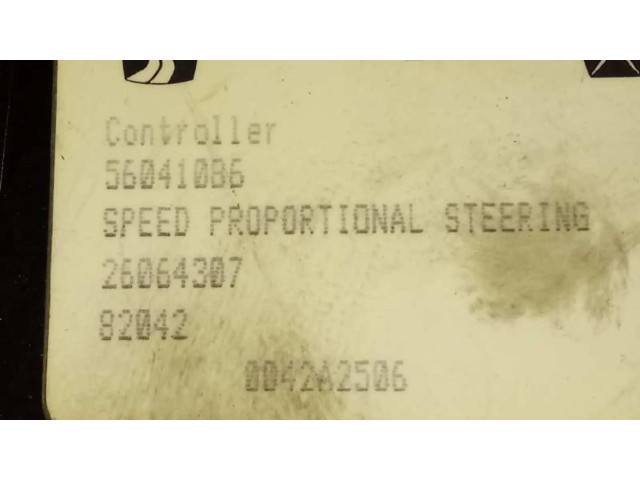 Controller
56041086
SPEED PROPORTIONAL STEERING
26064307
82042
0042A2506